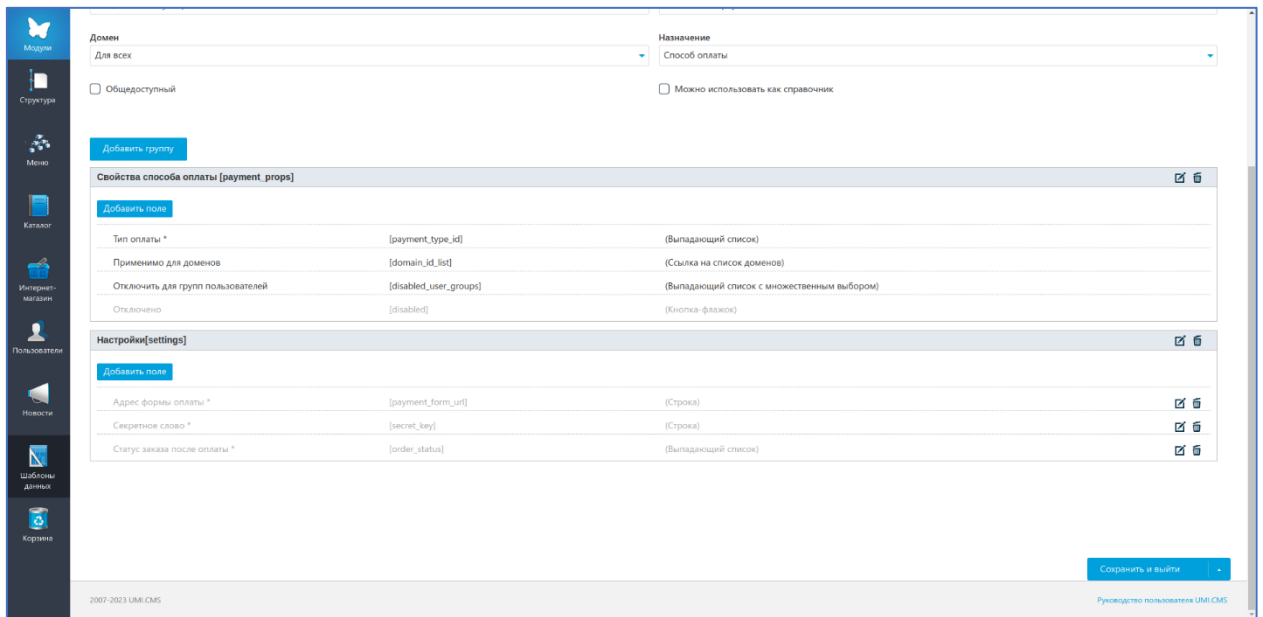 Модули
Структура
Меню
Каталог
Интернет-
магазин
Пользователи
Новости
Шаблоны
данных
Корзина
Домен
Назначение
Для всех
Способ оплаты
Общедоступный
Можно использовать как справочник
Добавить группу
Свойства способа оплаты [payment_props]
Добавить поле
Тип оплаты * [payment_type_id] (Выпадающий список)
Применимо для доменов [domain_id_list] (Ссылка на список доменов)
Отключить для групп пользователей [disabled_user_groups] (Выпадающий список с множественным выбором)
Отключено [disabled] (Кнопка-флажок)
Настройки[settings]
Добавить поле
Адрес формы оплаты * [payment_form_url] (Строка)
Секретное слово * [secret_key] (Строка)
Статус заказа после оплаты * [order_status] (Выпадающий список)
Сохранить и выйти
2007-2023 UMI.CMS
Руководство пользователя UMI.CMS